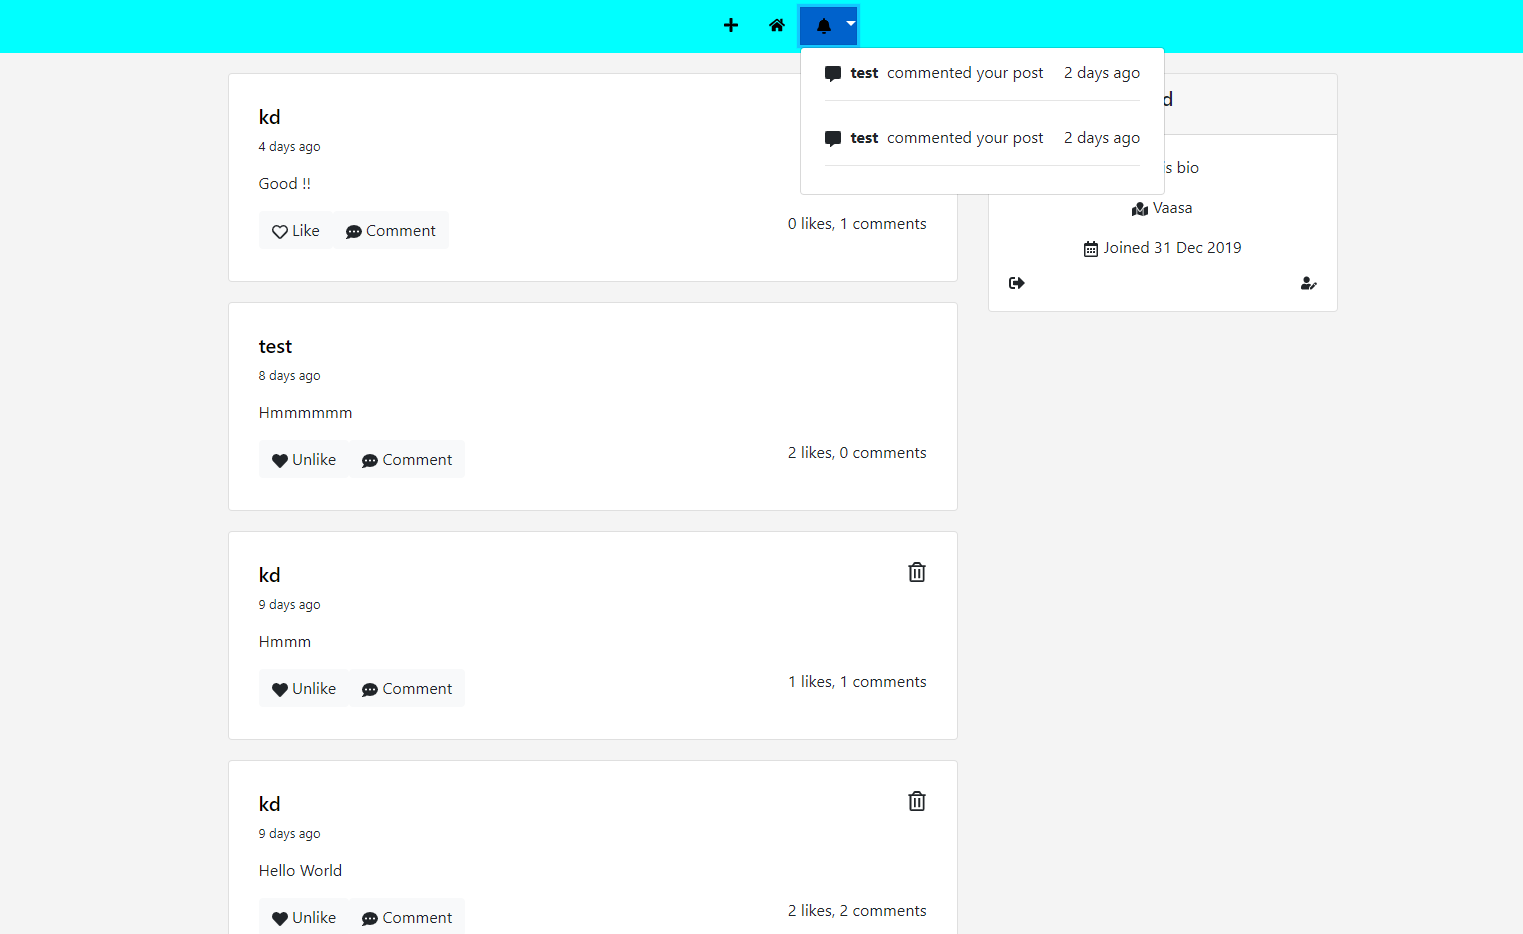 test commented your post 2 days ago
test commented your post 2 days ago
kd
4 days ago
Good !!
Like Comment
0 likes, 1 comments
test
8 days ago
Hmmmmmm
Unlike Comment
2 likes, 0 comments
kd
9 days ago
Hmmm
Unlike Comment
1 likes, 1 comments
kd
9 days ago
Hello World
Unlike Comment
2 likes, 2 comments
d
is bio
Vaasa
Joined 31 Dec 2019